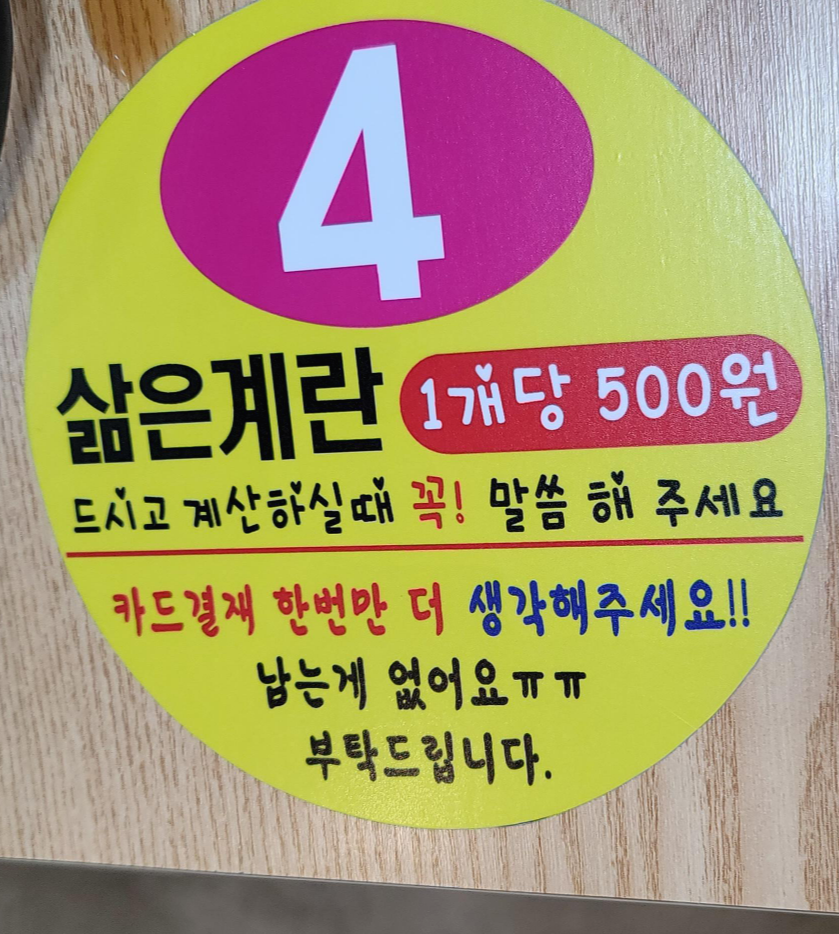 4
삶은계란 1개당 500원
드시고 계산하실때 꼭! 말씀 해 주세요
카드결재 한번만 더 생각해주세요!!
남는게 없어요ㅠㅠ
부탁드립니다.